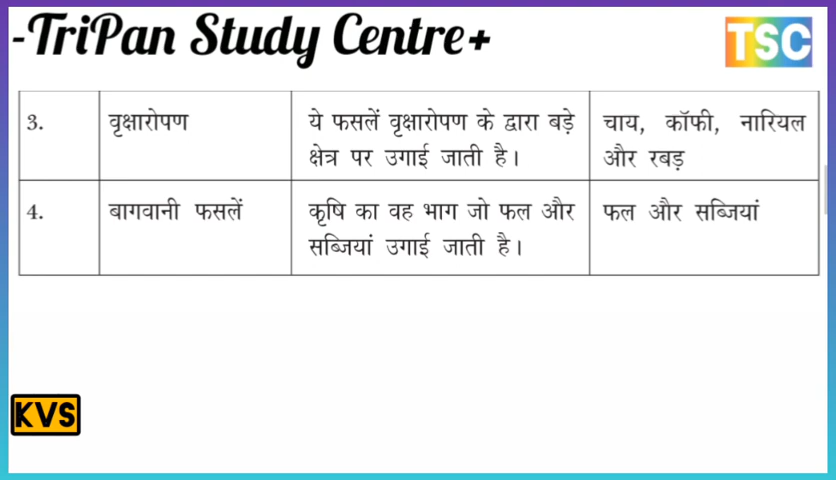 -TriPan Study Centre+
TSC
3. वृक्षारोपण ये फसलें वृक्षारोपण के द्वारा बड़े चाय, कॉफी, नारियल
क्षेत्र पर उगाई जाती है। और रबड़
4. बागवानी फसलें कृषि का वह भाग जो फल और फल और सब्जियां
सब्जियां उगाई जाती है।
KVS